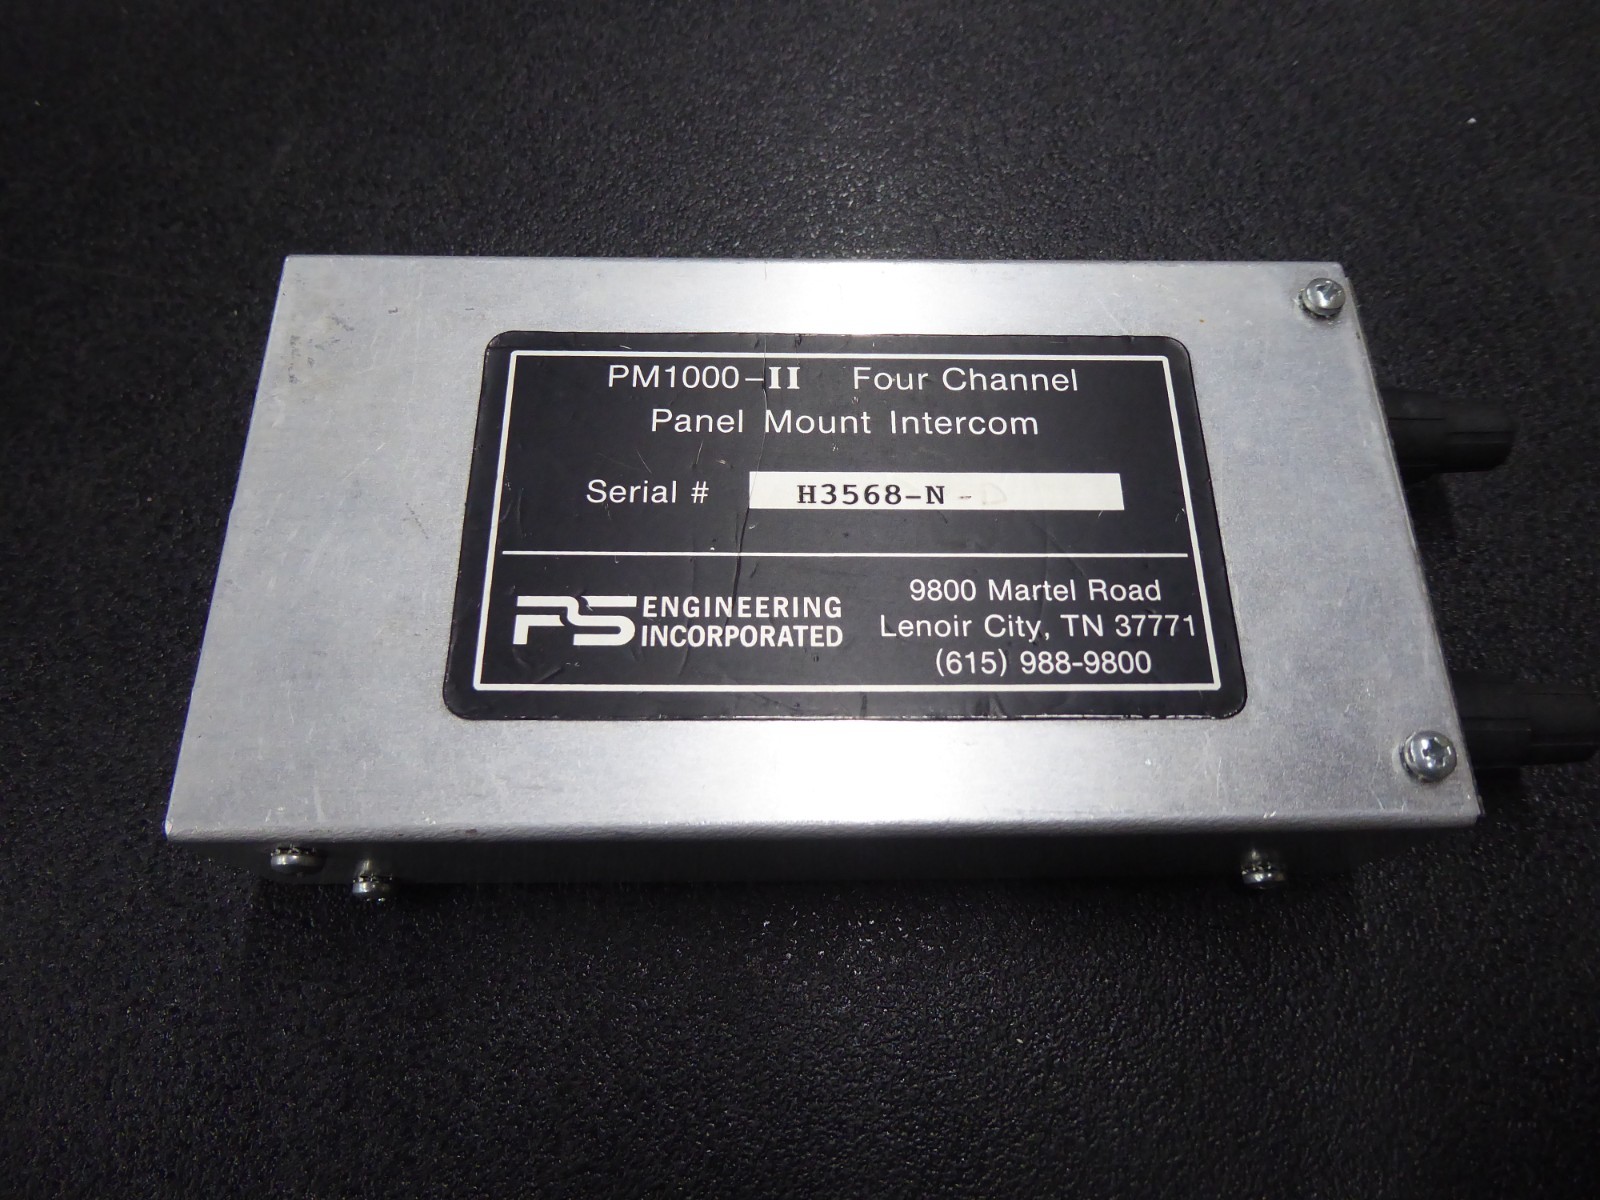 PM1000-II Four Channel
Panel Mount Intercom
Serial # H3568-N -
PS ENGINEERING
INCORPORATED
9800 Martel Road
Lenoir City, TN 37771
(615) 988-9800